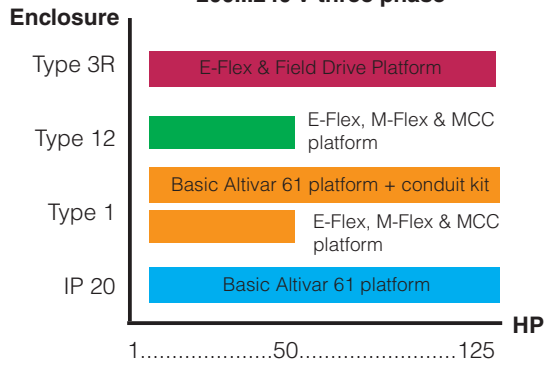 Enclosure
Type 3R
E-Flex & Field Drive Platform
Type 12
E-Flex, M-Flex & MCC
platform
Basic Altivar 61 platform + conduit kit
Type 1
E-Flex, M-Flex & MCC
platform
IP 20
Basic Altivar 61 platform
HP
1....................50........................125